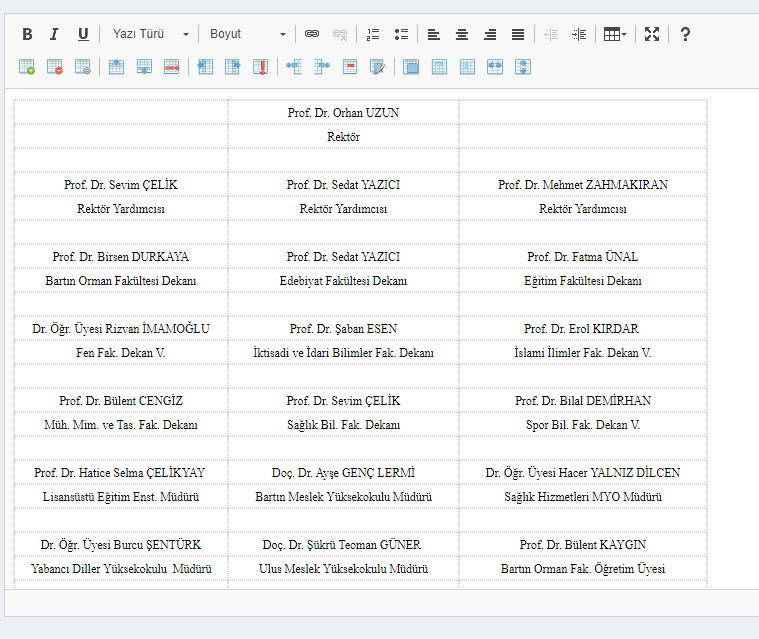 B I U Yazı Türü Boyut ?
Prof. Dr. Orhan UZUN
Rektör
Prof. Dr. Sevim ÇELİK Prof. Dr. Sedat YAZICI Prof. Dr. Mehmet ZAHMAKIRAN
Rektör Yardımcısı Rektör Yardımcısı Rektör Yardımcısı
Prof. Dr. Birsen DURKAYA Prof. Dr. Sedat YAZICI Prof. Dr. Fatma ÜNAL
Bartın Orman Fakültesi Dekanı Edebiyat Fakültesi Dekanı Eğitim Fakültesi Dekanı
Dr. Öğr. Üyesi Rizvan İMAMOĞLU Prof. Dr. Şaban ESEN Prof. Dr. Erol KIRDAR
Fen Fak. Dekan V. İktisadi ve İdari Bilimler Fak. Dekanı İslami İlimler Fak. Dekan V.
Prof. Dr. Bülent CENGİZ Prof. Dr. Sevim ÇELİK Prof. Dr. Bilal DEMİRHAN
Müh. Mim. ve Tas. Fak. Dekanı Sağlık Bil. Fak. Dekanı Spor Bil. Fak. Dekan V.
Prof. Dr. Hatice Selma ÇELİKYAY Doç. Dr. Ayşe GENÇ LERMİ Dr. Öğr. Üyesi Hacer YALNIZ DİLCEN
Lisansüstü Eğitim Enst. Müdürü Bartın Meslek Yüksekokulu Müdürü Sağlık Hizmetleri MYO Müdürü
Dr. Öğr. Üyesi Burcu ŞENTÜRK Doç. Dr. Şükrü Teoman GÜNER Prof. Dr. Bülent KAYGIN
Yabancı Diller Yüksekokulu Müdürü Ulus Meslek Yüksekokulu Müdürü Bartın Orman Fak. Öğretim Üyesi